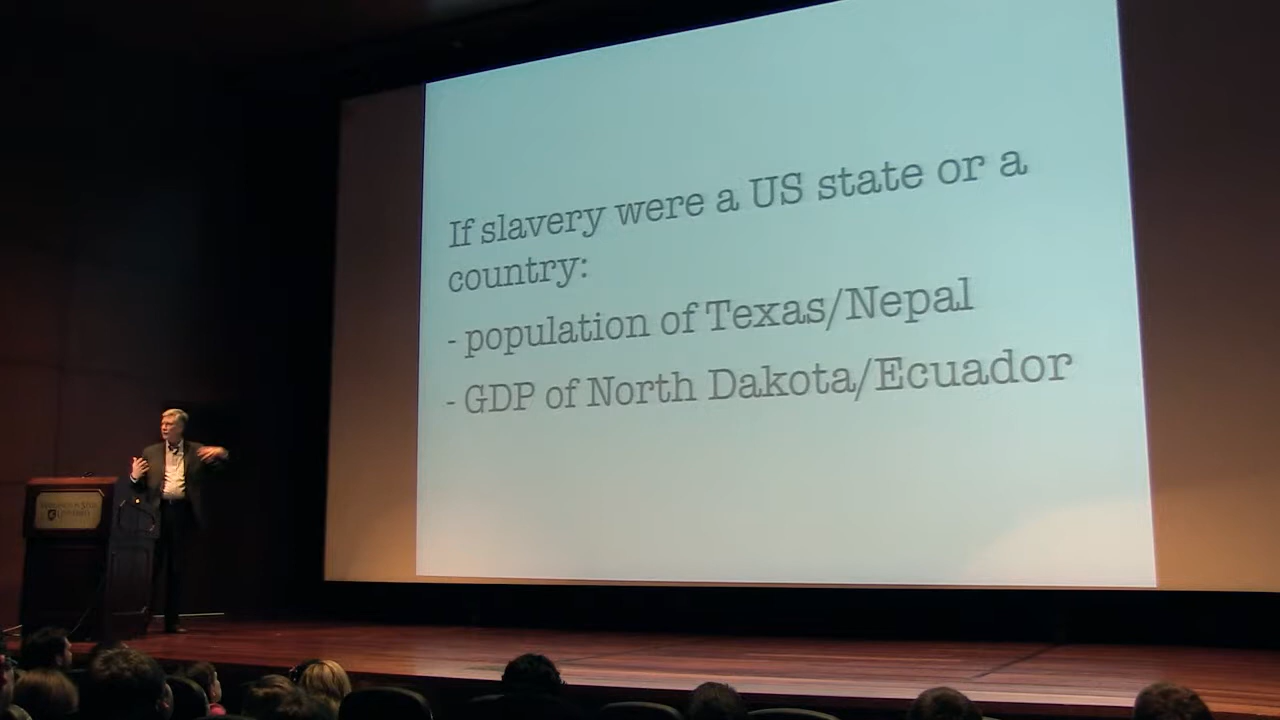 If slavery were a US state or a
country:
- population of Texas/Nepal
- GDP of North Dakota/Ecuador